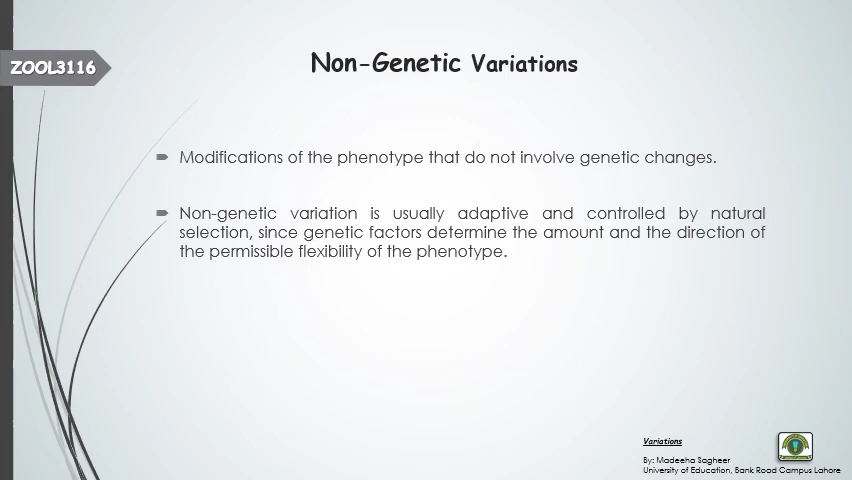 ZOOL3116
Non-Genetic Variations
Modifications of the phenotype that do not involve genetic changes.
Non-genetic variation is usually adaptive and controlled by natural
selection, since genetic factors determine the amount and the direction of
the permissible flexibility of the phenotype.
Variations
By: Madeeha Sagheer
University of Education, Bank Road Campus Lahore